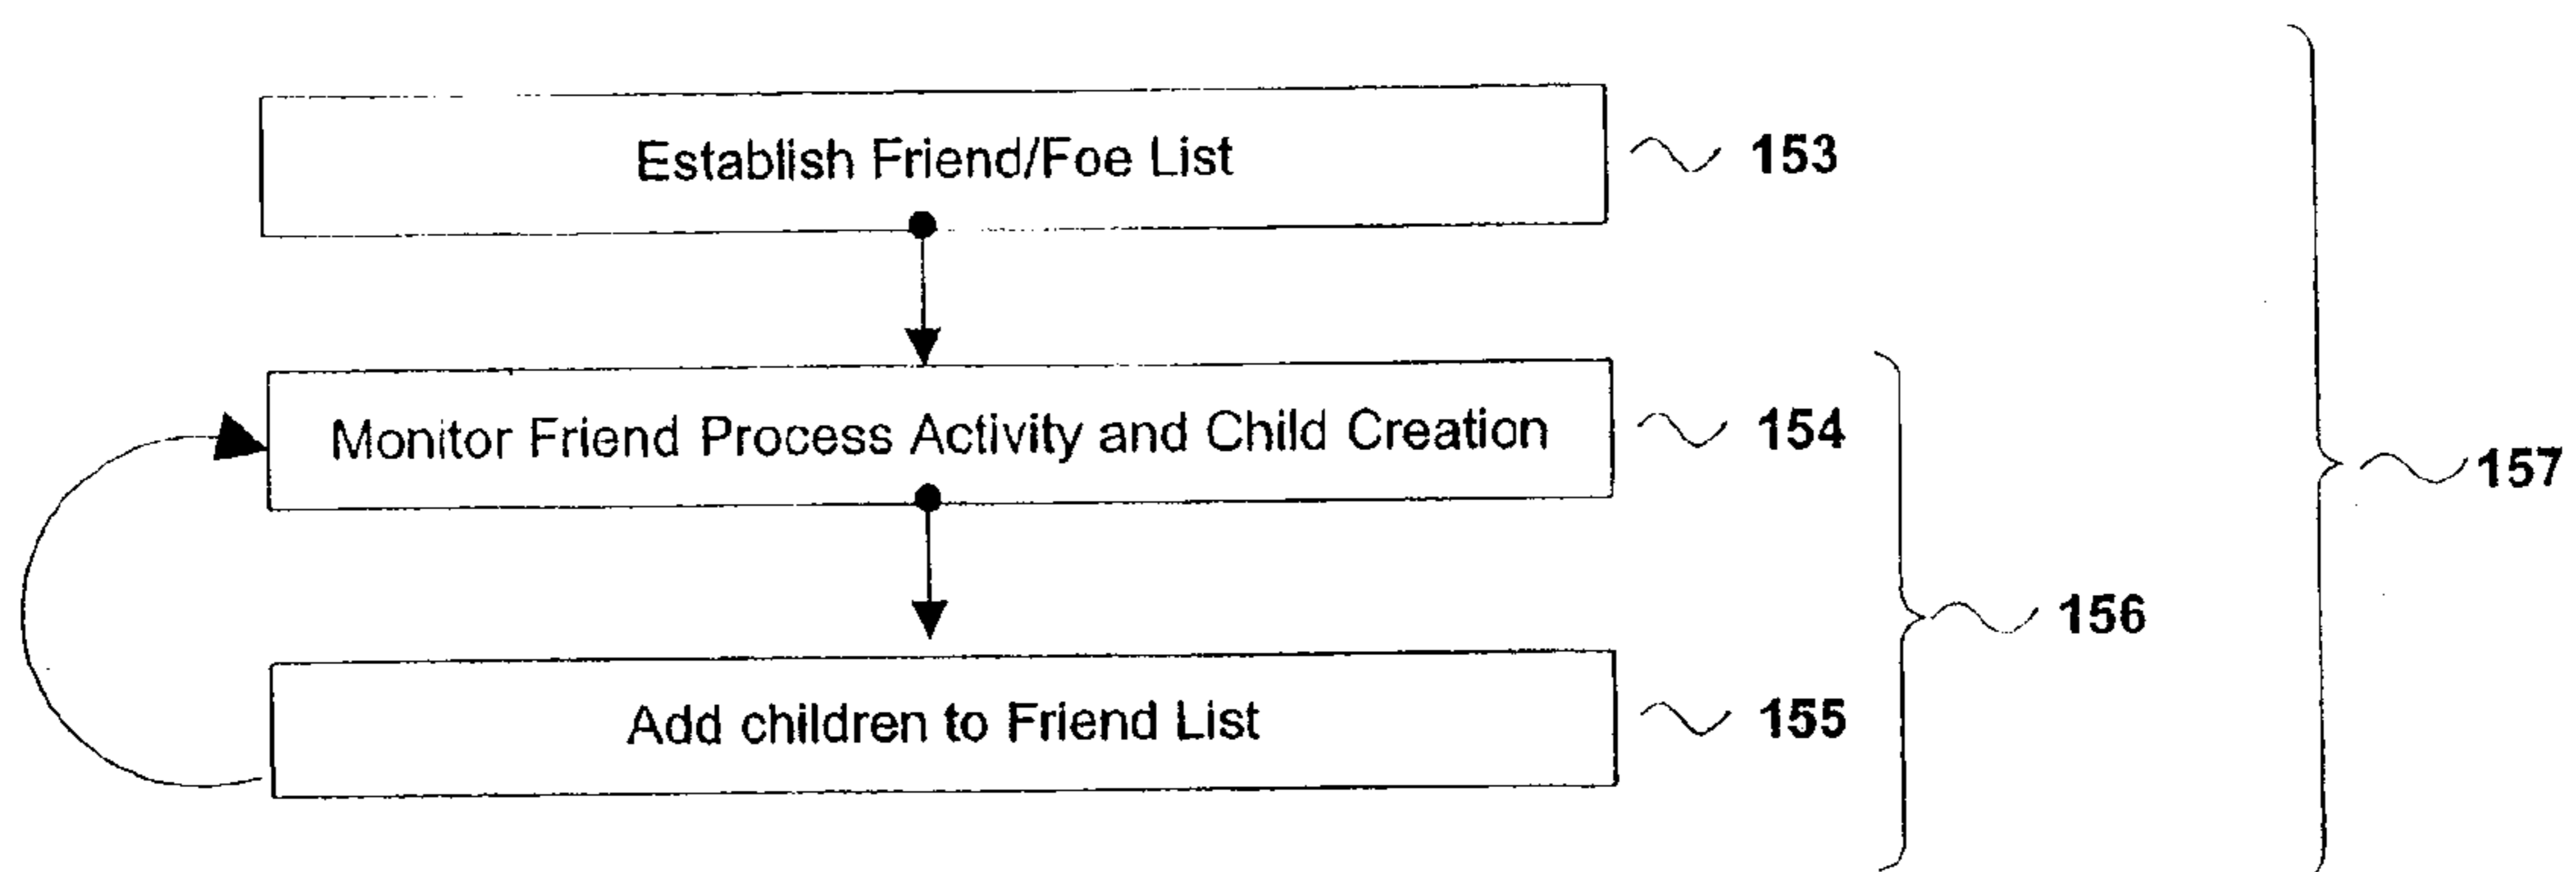 Establish Friend/Foe List 153
Monitor Friend Process Activity and Child Creation 154
157
156
Add children to Friend List 155